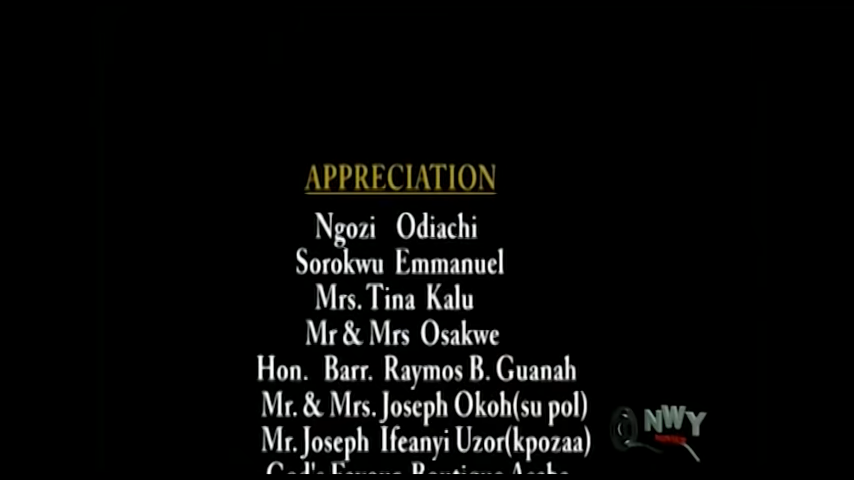 APPRECIATION
Ngozi Odiachi
Sorokwu Emmanuel
Mrs. Tina Kalu
Mr & Mrs Osakwe
Hon. Barr. Raymos B. Guanah
Mr. & Mrs. Joseph Okoh(su pol)
Mr. Joseph Ifeanyi Uzor(kpozaa)
NWY